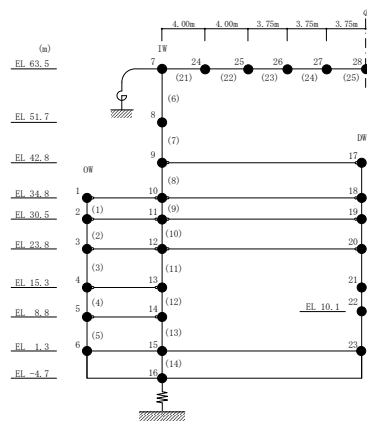 ℄
4.00m 4.00m 3.75m 3.75m 3.75m
(m) IW
EL 63.5 7 24 25 26 27 28
(21) (22) (23) (24) (25)
(6)
EL 51.7 8
(7) DW
EL 42.8 9 17
OW (8)
EL 34.8 1 10 18
(1) (9)
EL 30.5 2 11 19
(2) (10)
EL 23.8 3 12 20
(3) (11)
EL 15.3 4 13 21
(4) (12) EL 10.1 22
EL 8.8 5 14
(5) (13)
EL 1.3 6 15 23
(14)
EL -4.7 16